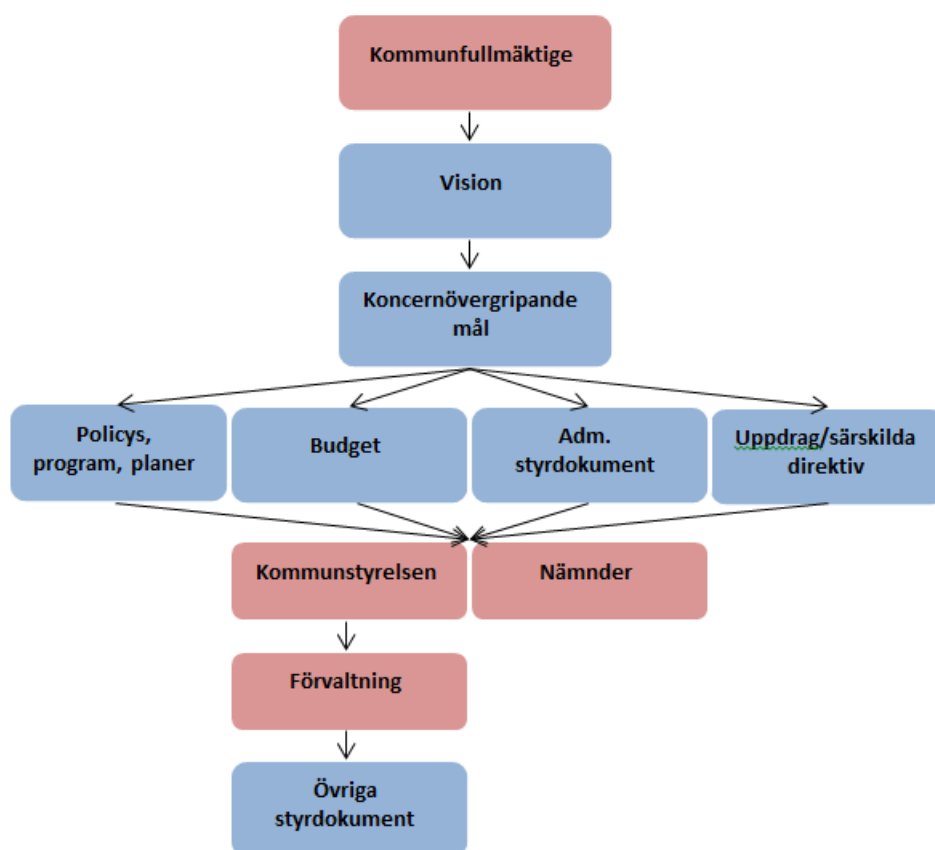 Kommunfullmäktige
Vision
Koncernövergripande
mål
Policys,
program, planer
Budget
Adm.
styrdokument
Uppdrag/särskilda
direktiv
Kommunstyrelsen
Nämnder
Förvaltning
Övriga
styrdokument